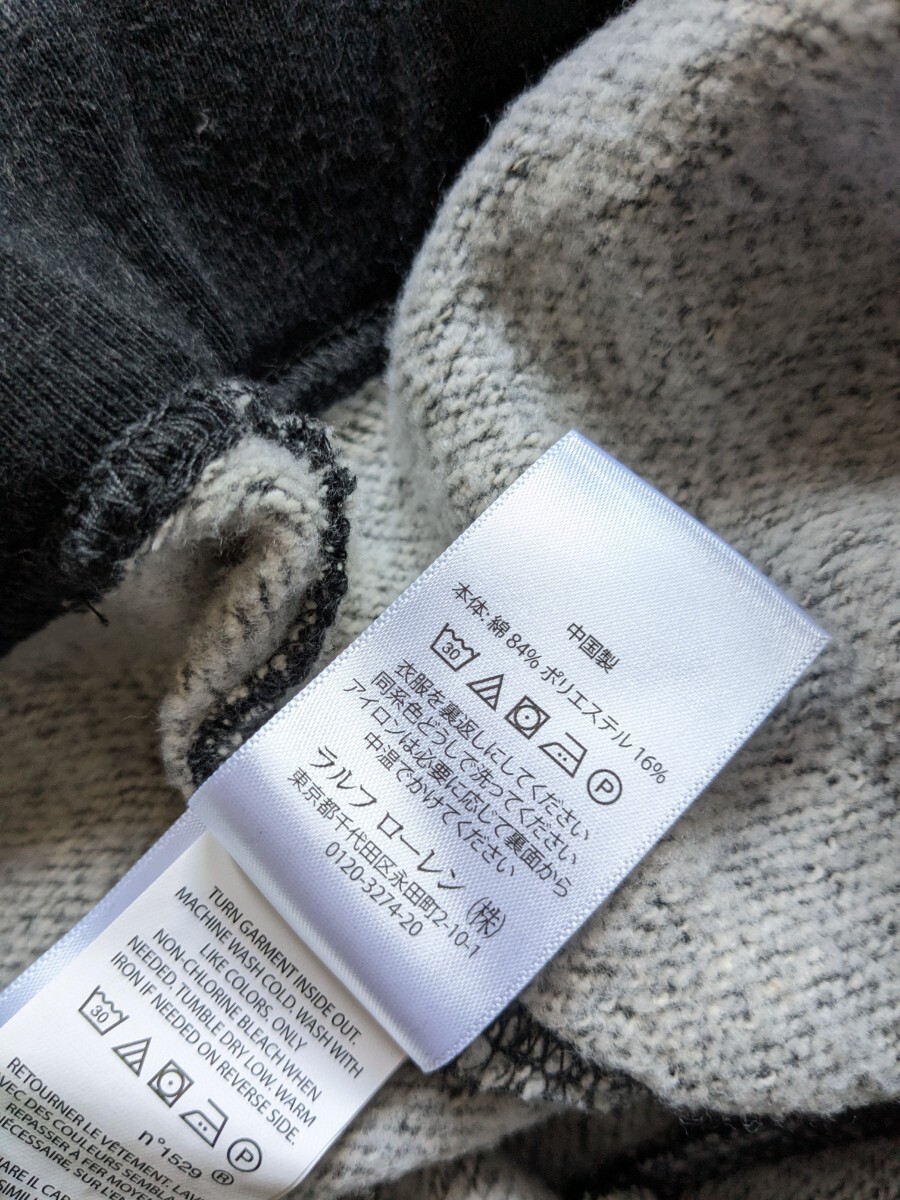 中国製
本体: 綿 84% ポリエステル 16%
30
P
衣服を裏返しにしてください
同系色どうしで洗ってください
アイロンは必要に応じて裏面から
中温でかけてください
ラルフ ローレン (株)
東京都千代田区永田町2-10-1
0120-3274-20
TURN GARMENT INSIDE OUT.
MACHINE WASH COLD. WASH WITH
LIKE COLORS. ONLY
NON-CHLORINE BLEACH WHEN
NEEDED. TUMBLE DRY LOW. WARM
IRON IF NEEDED ON REVERSE SIDE.
30
P
n° 1529 ®
RETOURNER LE VÊTEMENT. LAV
AVEC DES COULEURS SEMBLA
REPASSER À FER MOYEN
NÉCESSAIRE, SUR L'EN